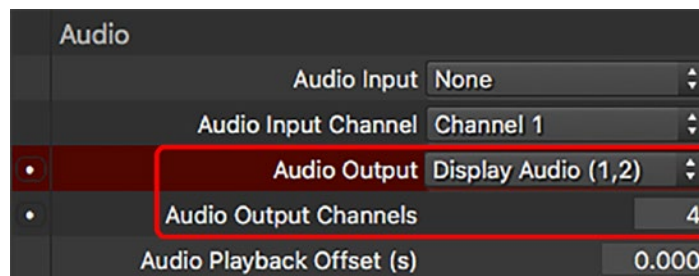 Audio
Audio Input None
Audio Input Channel Channel 1
Audio Output Display Audio (1,2)
Audio Output Channels 4
Audio Playback Offset (s) 0.000